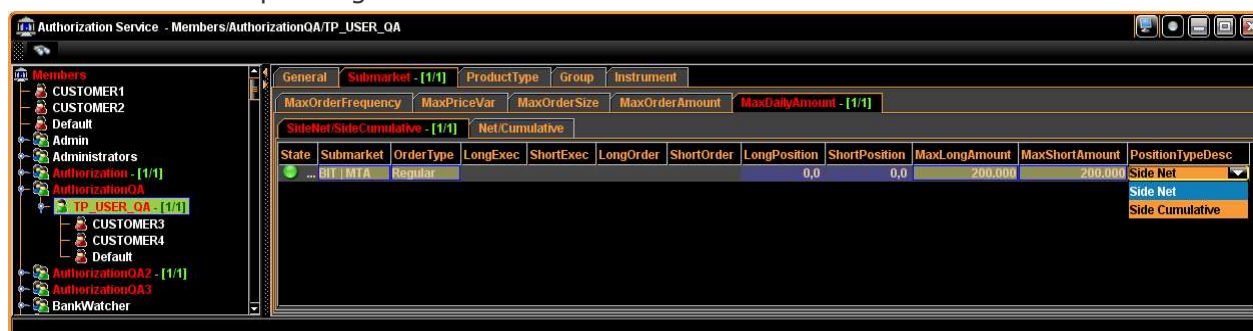 Authorization Service - Members/AuthorizationQA/TP_USER_QA
Members
CUSTOMER1
CUSTOMER2
Default
Admin
Administrators
Authorization - [1/1]
AuthorizationQA
TP_USER_QA - [1/1]
CUSTOMER3
CUSTOMER4
Default
AuthorizationQA2 - [1/1]
AuthorizationQA3
BankWatcher
General Submarket - [1/1] ProductType Group Instrument
MaxOrderFrequency MaxPriceVar MaxOrderSize MaxOrderAmount MaxDailyAmount - [1/1]
SideNet/SideCumulative - [1/1] Net/Cumulative
State Submarket OrderType LongExec ShortExec LongOrder ShortOrder LongPosition ShortPosition MaxLongAmount MaxShortAmount PositionTypeDesc
... BIT | MTA Regular 0,0 0,0 200.000 200.000 Side Net
Side Net
Side Cumulative